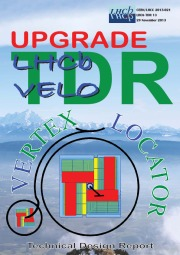 LHCb
CERN/LHCC 2013-021
LHCb TDR 13
29 November 2013
UPGRADE
LHCb
VELO
TDR
VERTEX
LOCATOR
Technical Design Report